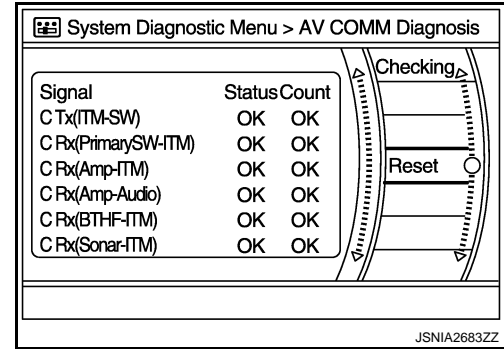 System Diagnostic Menu > AV COMM Diagnosis
Checking
Signal Status Count
C Tx(ITM-SW) OK OK
C Rx(PrimarySW-ITM) OK OK
C Rx(Amp-ITM) OK OK
Reset
C Rx(Amp-Audio) OK OK
C Rx(BTHF-ITM) OK OK
C Rx(Sonar-ITM) OK OK
JSNIA2683ZZ